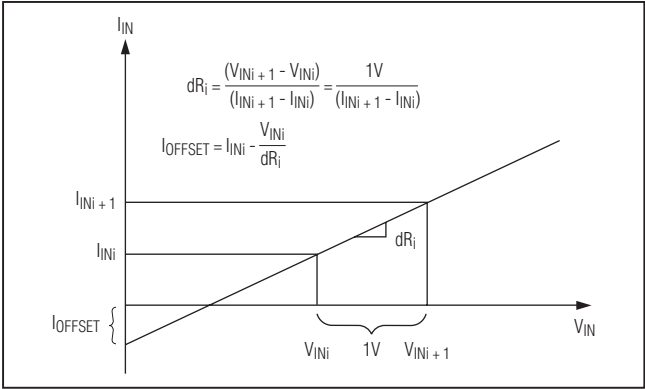 I_IN
dR_i = (V_INi + 1 - V_INi) / (I_INi + 1 - I_INi) = 1V / (I_INi + 1 - I_INi)
I_OFFSET = I_INi - V_INi / dR_i
I_INi + 1
I_INi
dR_i
I_OFFSET
V_IN
V_INi 1V V_INi + 1